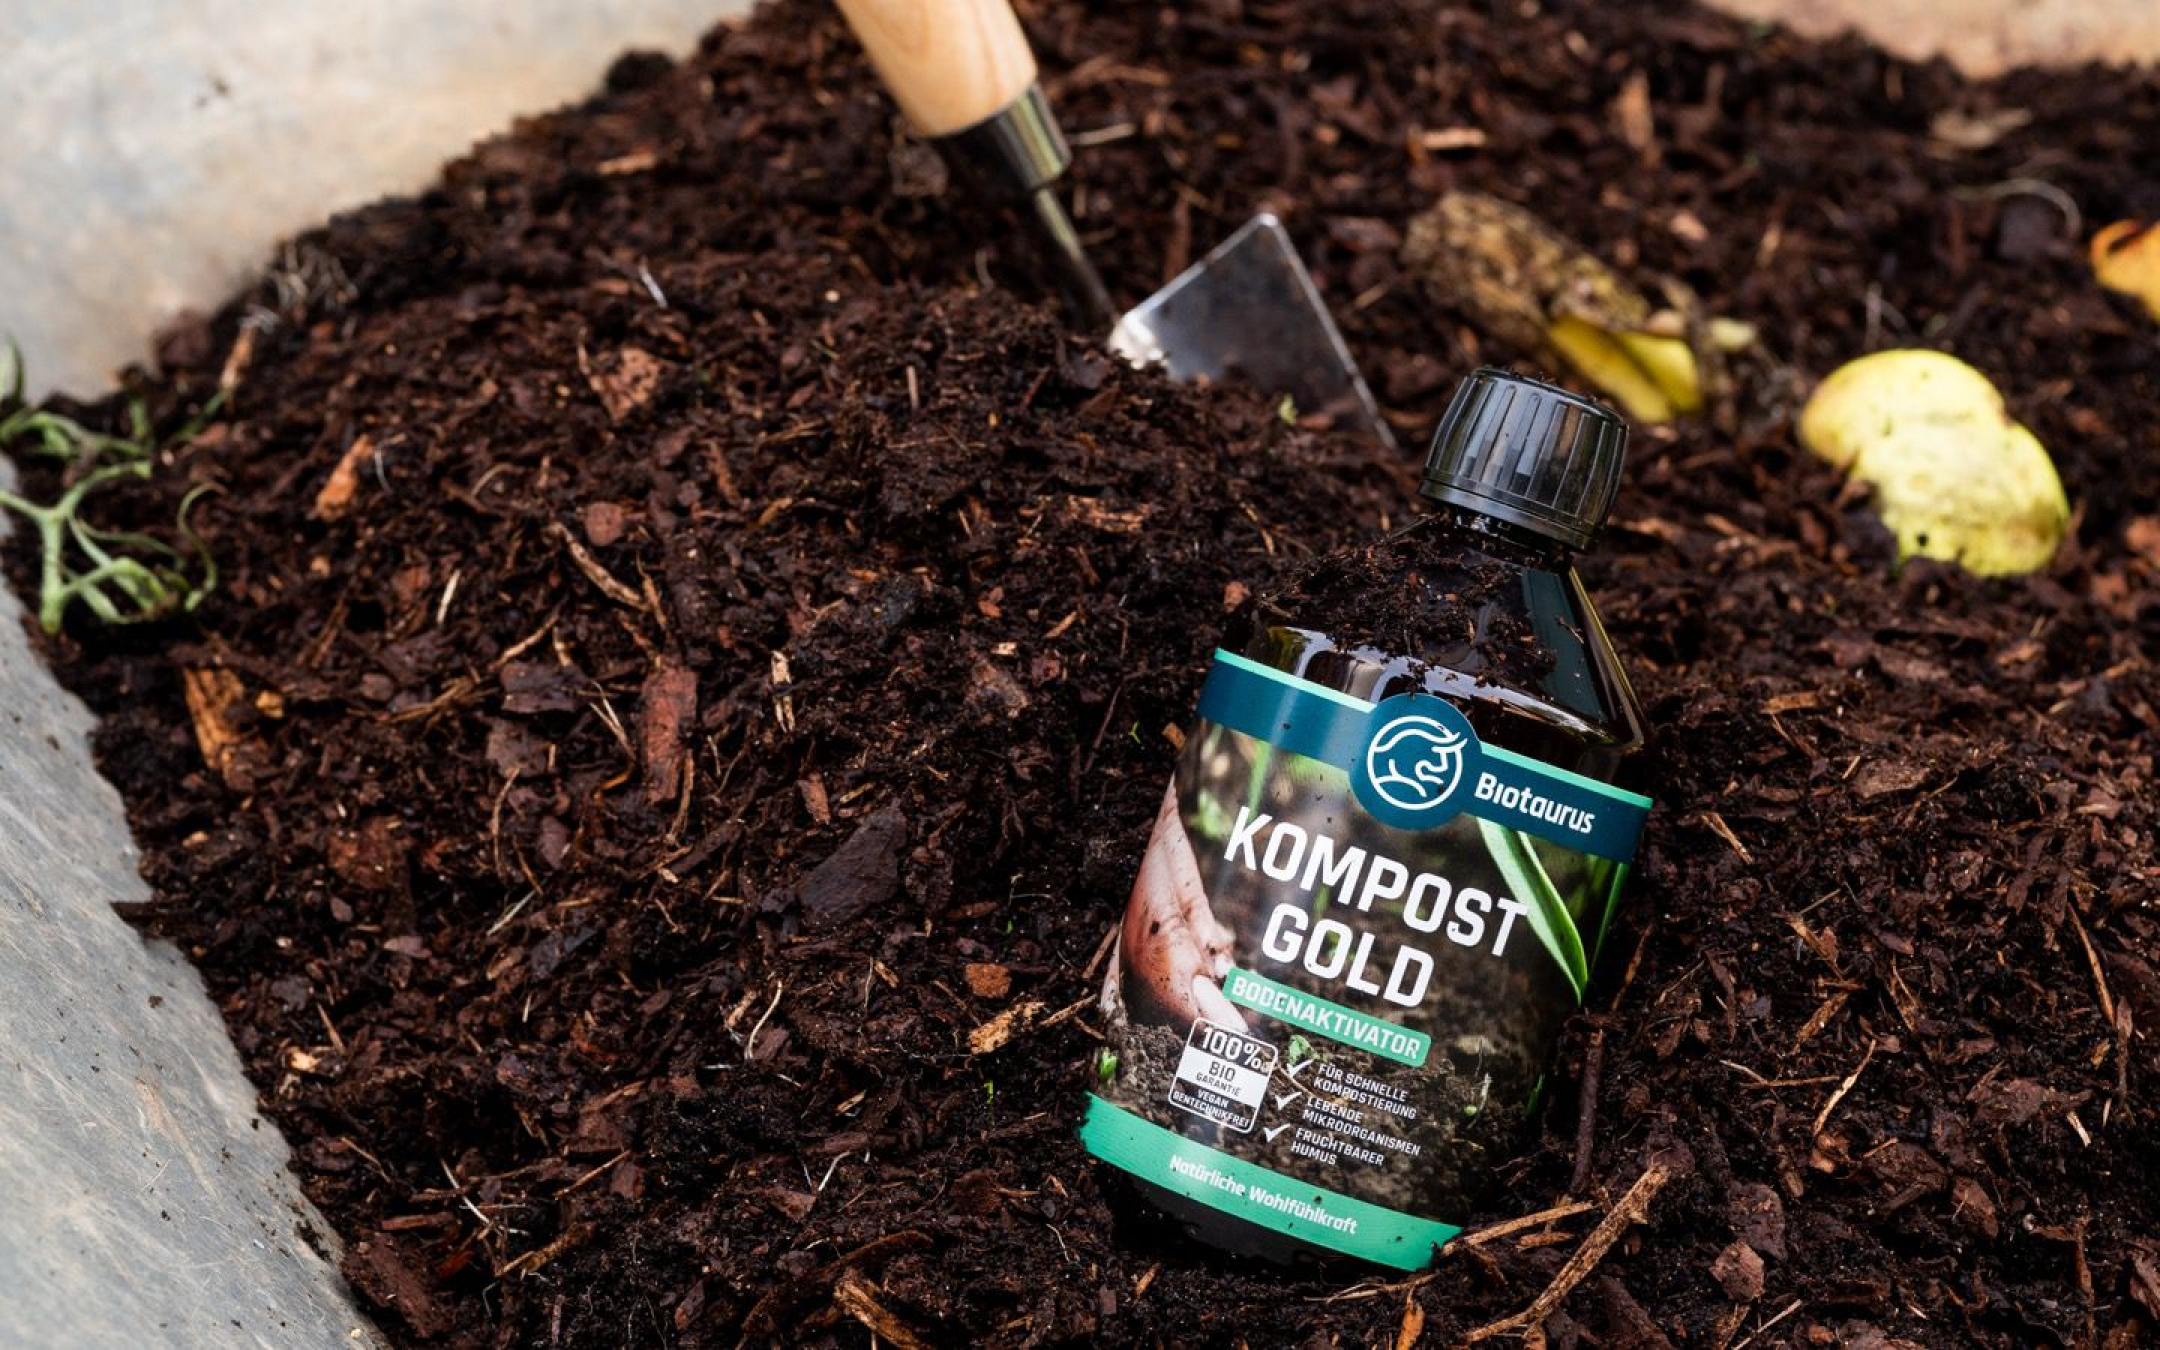 Biotaurus
KOMPOST
GOLD
BODENAKTIVATOR
100%
BIO
GARANTIE
VEGAN
GENTECHNIKFREI
FÜR SCHNELLE
KOMPOSTIERUNG
LEBENDE
MIKROORGANISMEN
FRUCHTBARER
HUMUS
Natürliche Wohlfühlkraft